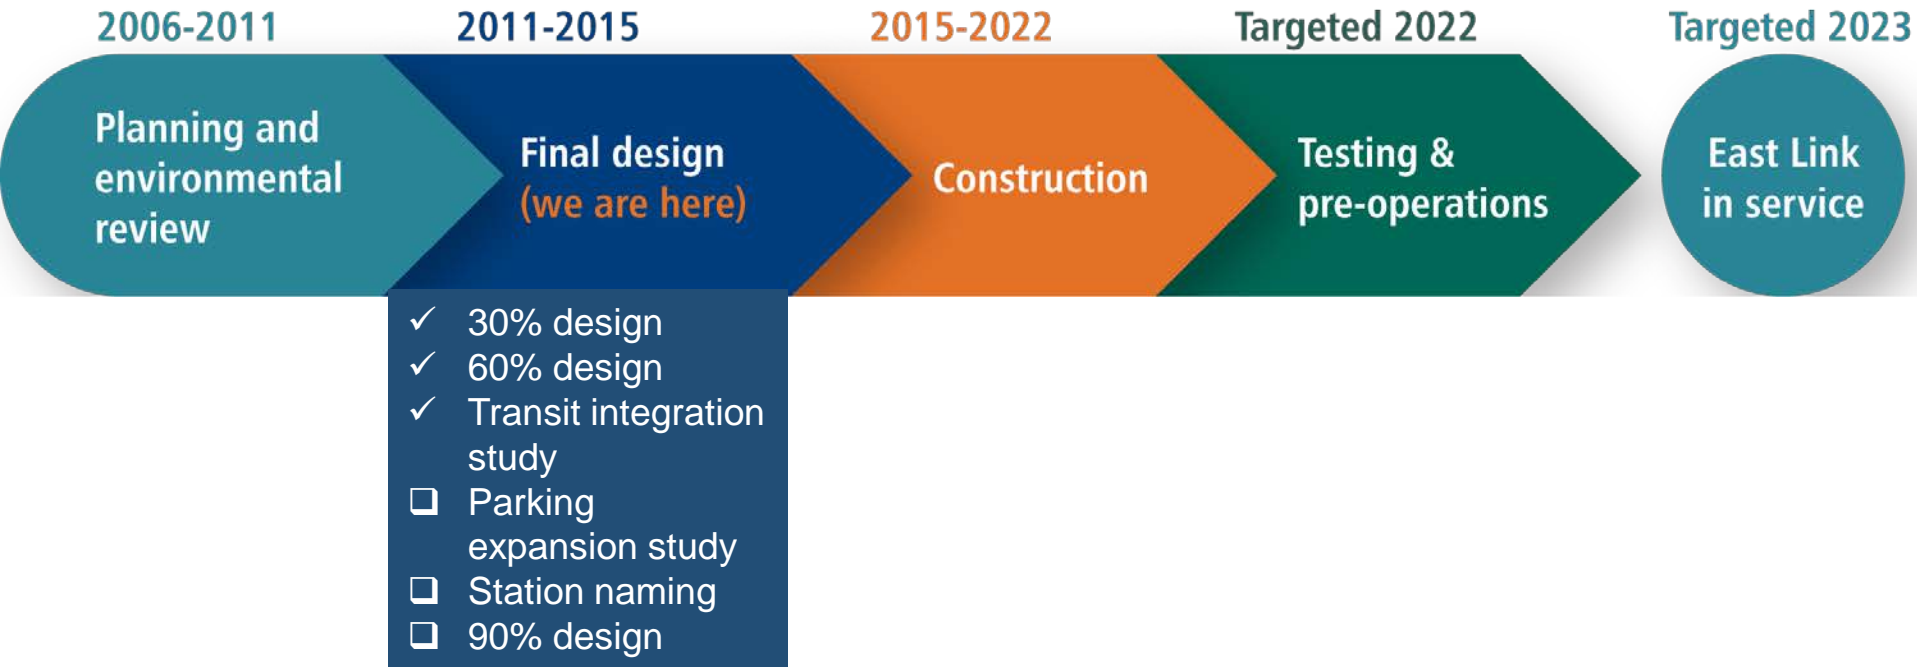 2006-2011
2011-2015
2015-2022
Targeted 2022
Targeted 2023
Planning and
environmental
review
Final design
(we are here)
Construction
Testing &
pre-operations
East Link
in service
✓ 30% design
✓ 60% design
✓ Transit integration
study
❑ Parking
expansion study
❑ Station naming
❑ 90% design